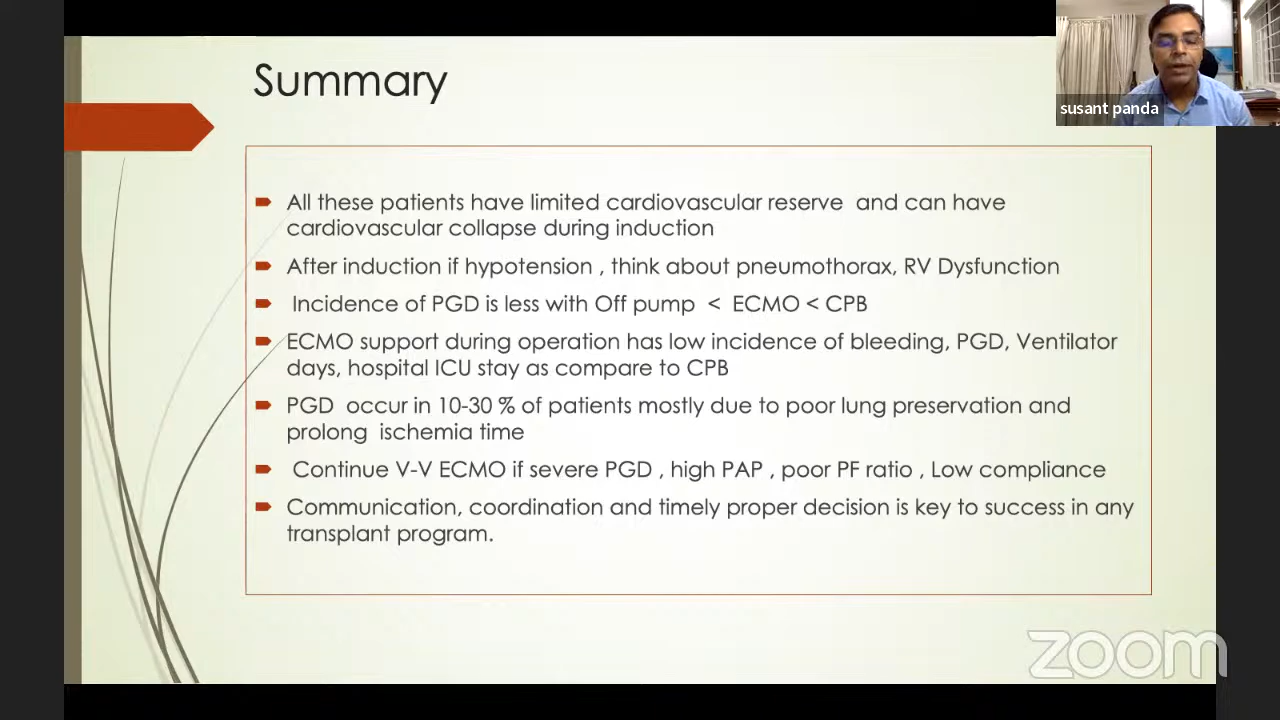 Summary
All these patients have limited cardiovascular reserve and can have
cardiovascular collapse during induction
After induction if hypotension , think about pneumothorax, RV Dysfunction
Incidence of PGD is less with Off pump < ECMO < CPB
ECMO support during operation has low incidence of bleeding, PGD, Ventilator
days, hospital ICU stay as compare to CPB
PGD occur in 10-30 % of patients mostly due to poor lung preservation and
prolong ischemia time
Continue V-V ECMO if severe PGD , high PAP , poor PF ratio , Low compliance
Communication, coordination and timely proper decision is key to success in any
transplant program.
susant panda
zoom